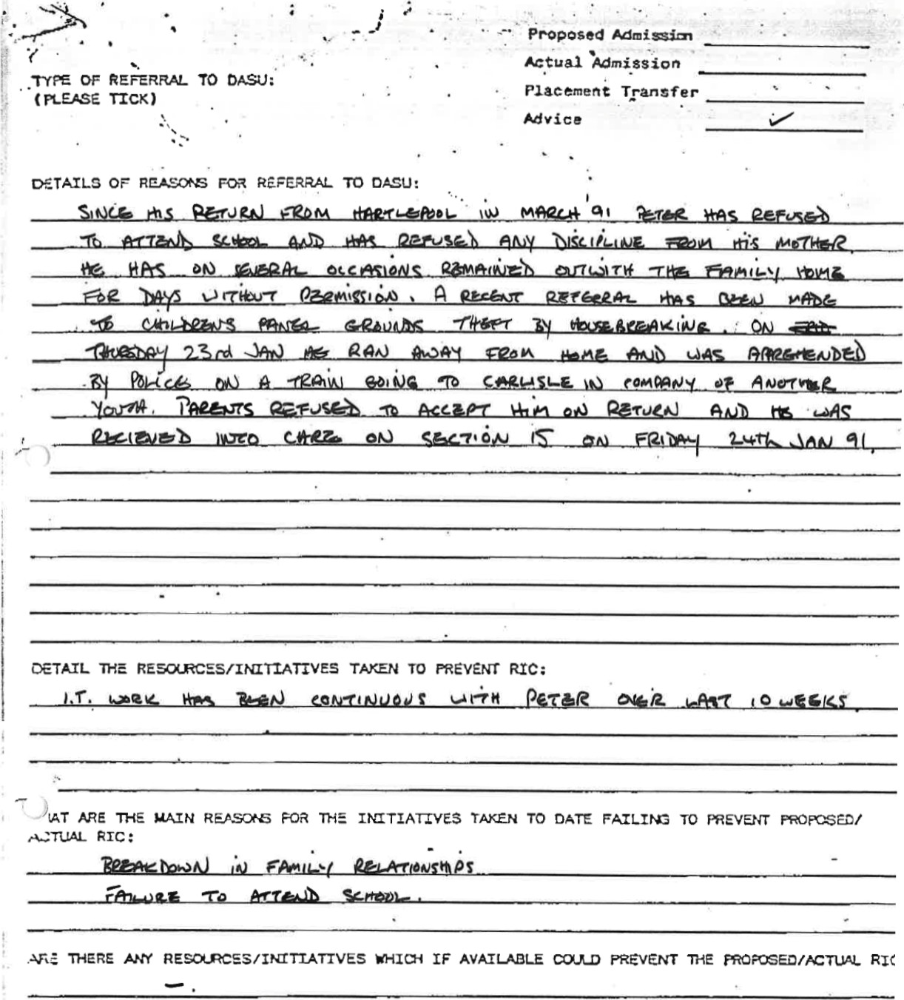 Proposed Admission
Actual Admission
TYPE OF REFERRAL TO DASU:
(PLEASE TICK)
Placement Transfer
Advice ✓
DETAILS OF REASONS FOR REFERRAL TO DASU:
SINCE HIS RETURN FROM HARTLEPOOL IN MARCH '91 PETER HAS REFUSED
TO ATTEND SCHOOL AND HAS REFUSED ANY DISCIPLINE FROM HIS MOTHER.
HE HAS ON SEVERAL OCCASIONS REMAINED OUTWITH THE FAMILY HOME
FOR DAYS WITHOUT PERMISSION. A RECENT REFERRAL HAS BEEN MADE
TO CHILDREN'S PANEL GROUNDS THEFT BY HOUSEBREAKING. ON
THURSDAY 23rd JAN HE RAN AWAY FROM HOME AND WAS APPREHENDED
BY POLICE ON A TRAIN GOING TO CARLISLE IN COMPANY OF ANOTHER
YOUTH. PARENTS REFUSED TO ACCEPT HIM ON RETURN AND HE WAS
RECIEVED INTO CARE ON SECTION 15 ON FRIDAY 24th JAN 91.
DETAIL THE RESOURCES/INITIATIVES TAKEN TO PREVENT RIC:
I.T. WORK HAS BEEN CONTINUOUS WITH PETER OVER LAST 10 WEEKS.
AT ARE THE MAIN REASONS FOR THE INITIATIVES TAKEN TO DATE FAILING TO PREVENT PROPOSED/
ACTUAL RIC:
BREAKDOWN IN FAMILY RELATIONSHIPS
FAILURE TO ATTEND SCHOOL.
ARE THERE ANY RESOURCES/INITIATIVES WHICH IF AVAILABLE COULD PREVENT THE PROPOSED/ACTUAL RIC
— .